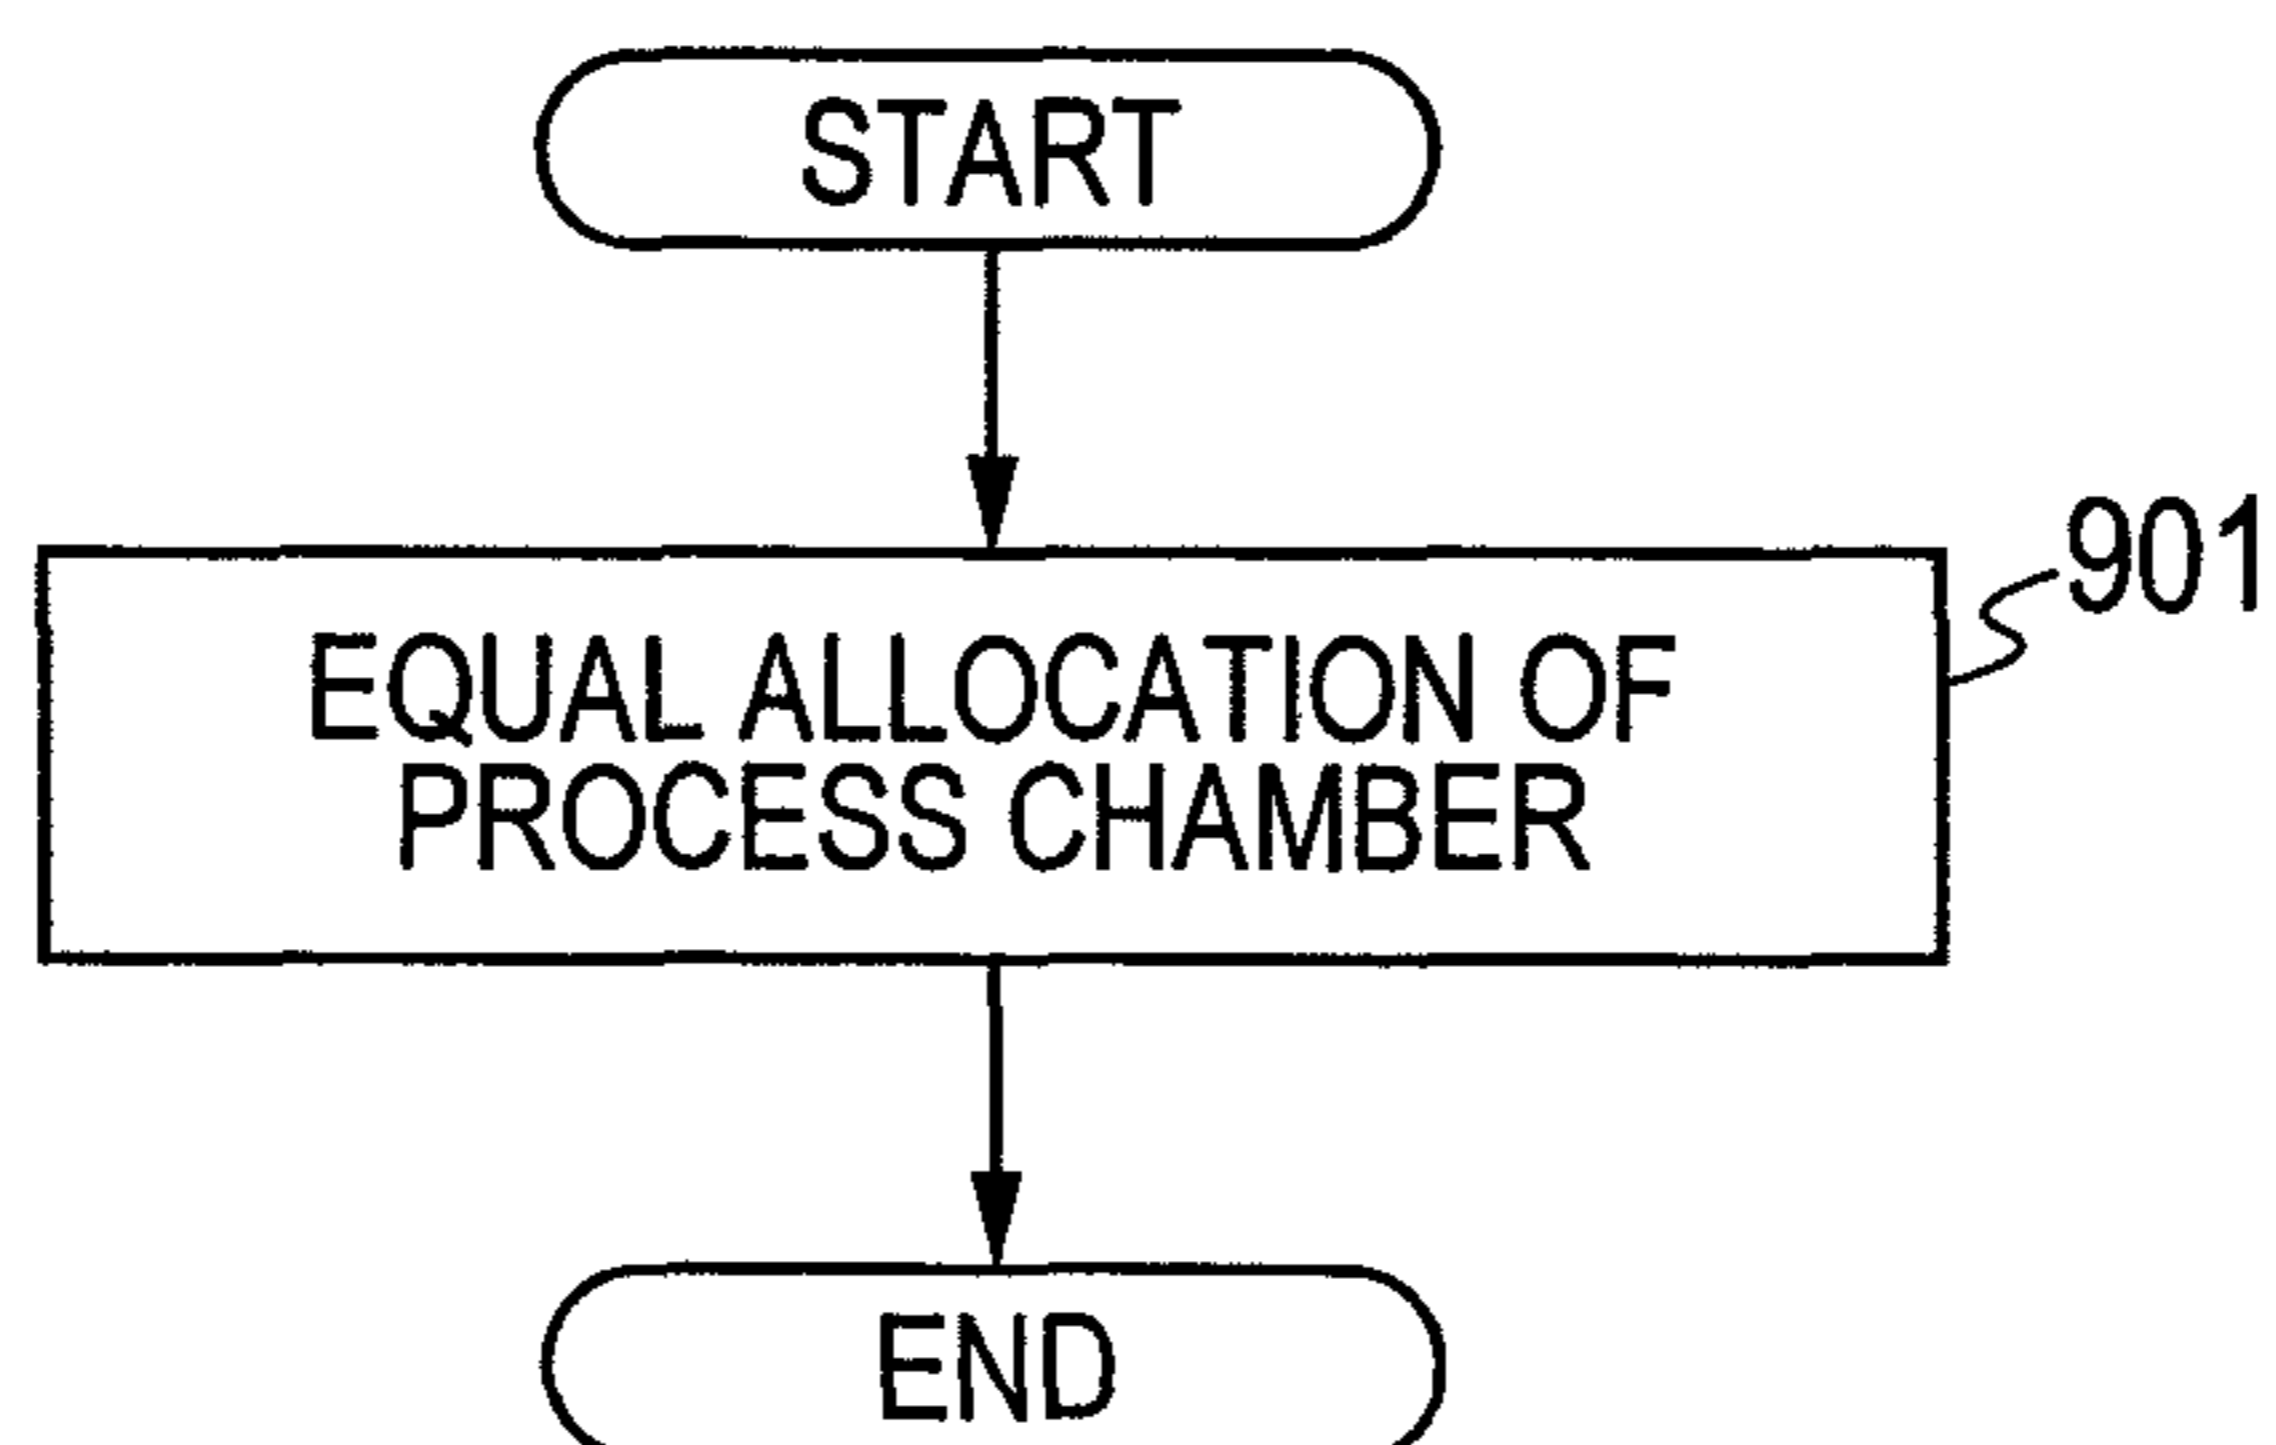 START
901
EQUAL ALLOCATION OF
PROCESS CHAMBER
END